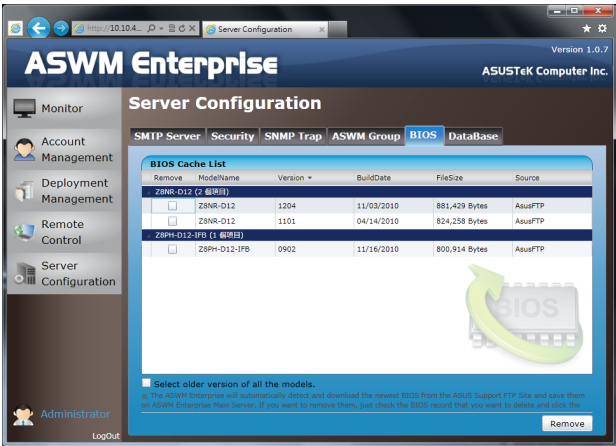 http://10.10.4...
Server Configuration
Version 1.0.7
ASWM Enterprise
ASUSTeK Computer Inc.
Monitor
Account Management
Deployment Management
Remote Control
Server Configuration
Administrator
LogOut
Server Configuration
SMTP Server Security SNMP Trap ASWM Group BIOS DataBase
BIOS Cache List
Remove ModelName Version BuildDate FileSize Source
Z8NR-D12 (2 個項目)
Z8NR-D12 1204 11/03/2010 881,429 Bytes AsusFTP
Z8NR-D12 1101 04/14/2010 824,258 Bytes AsusFTP
Z8PH-D12-IFB (1 個項目)
Z8PH-D12-IFB 0902 11/16/2010 800,914 Bytes AsusFTP
BIOS
Select older version of all the models.
The ASWM Enterprise will automatically detect and download the newest BIOS from the ASUS Support FTP Site and save them
on ASWM Enterprise Main Server. If you want to remove them, just check the BIOS record that you want to delete and click the
Remove